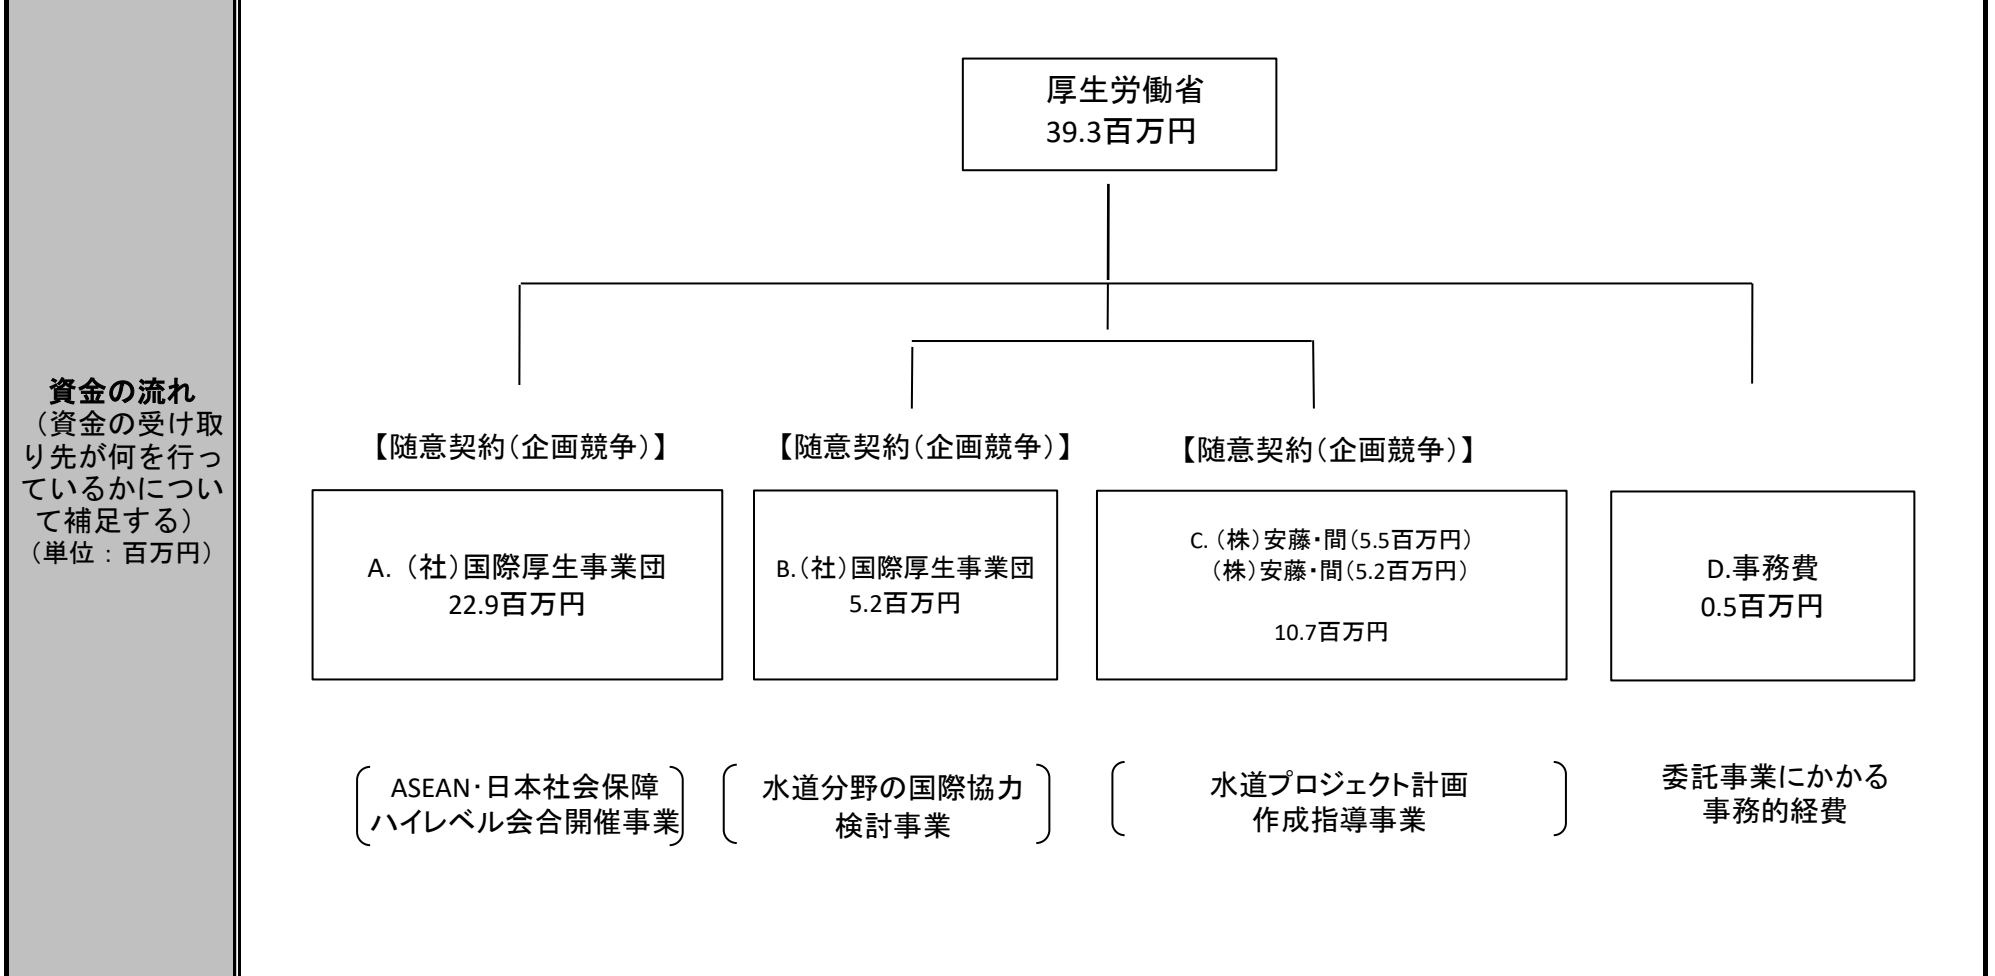 資金の流れ
（資金の受け取
り先が何を行っ
ているかについ
て補足する）
（単位：百万円）
厚生労働省
39.3百万円
【随意契約（企画競争）】
【随意契約（企画競争）】
【随意契約（企画競争）】
A.（社）国際厚生事業団
22.9百万円
B.（社）国際厚生事業団
5.2百万円
C.（株）安藤・間（5.5百万円）
（株）安藤・間（5.2百万円）
10.7百万円
D.事務費
0.5百万円
ASEAN・日本社会保障
ハイレベル会合開催事業
水道分野の国際協力
検討事業
水道プロジェクト計画
作成指導事業
委託事業にかかる
事務的経費